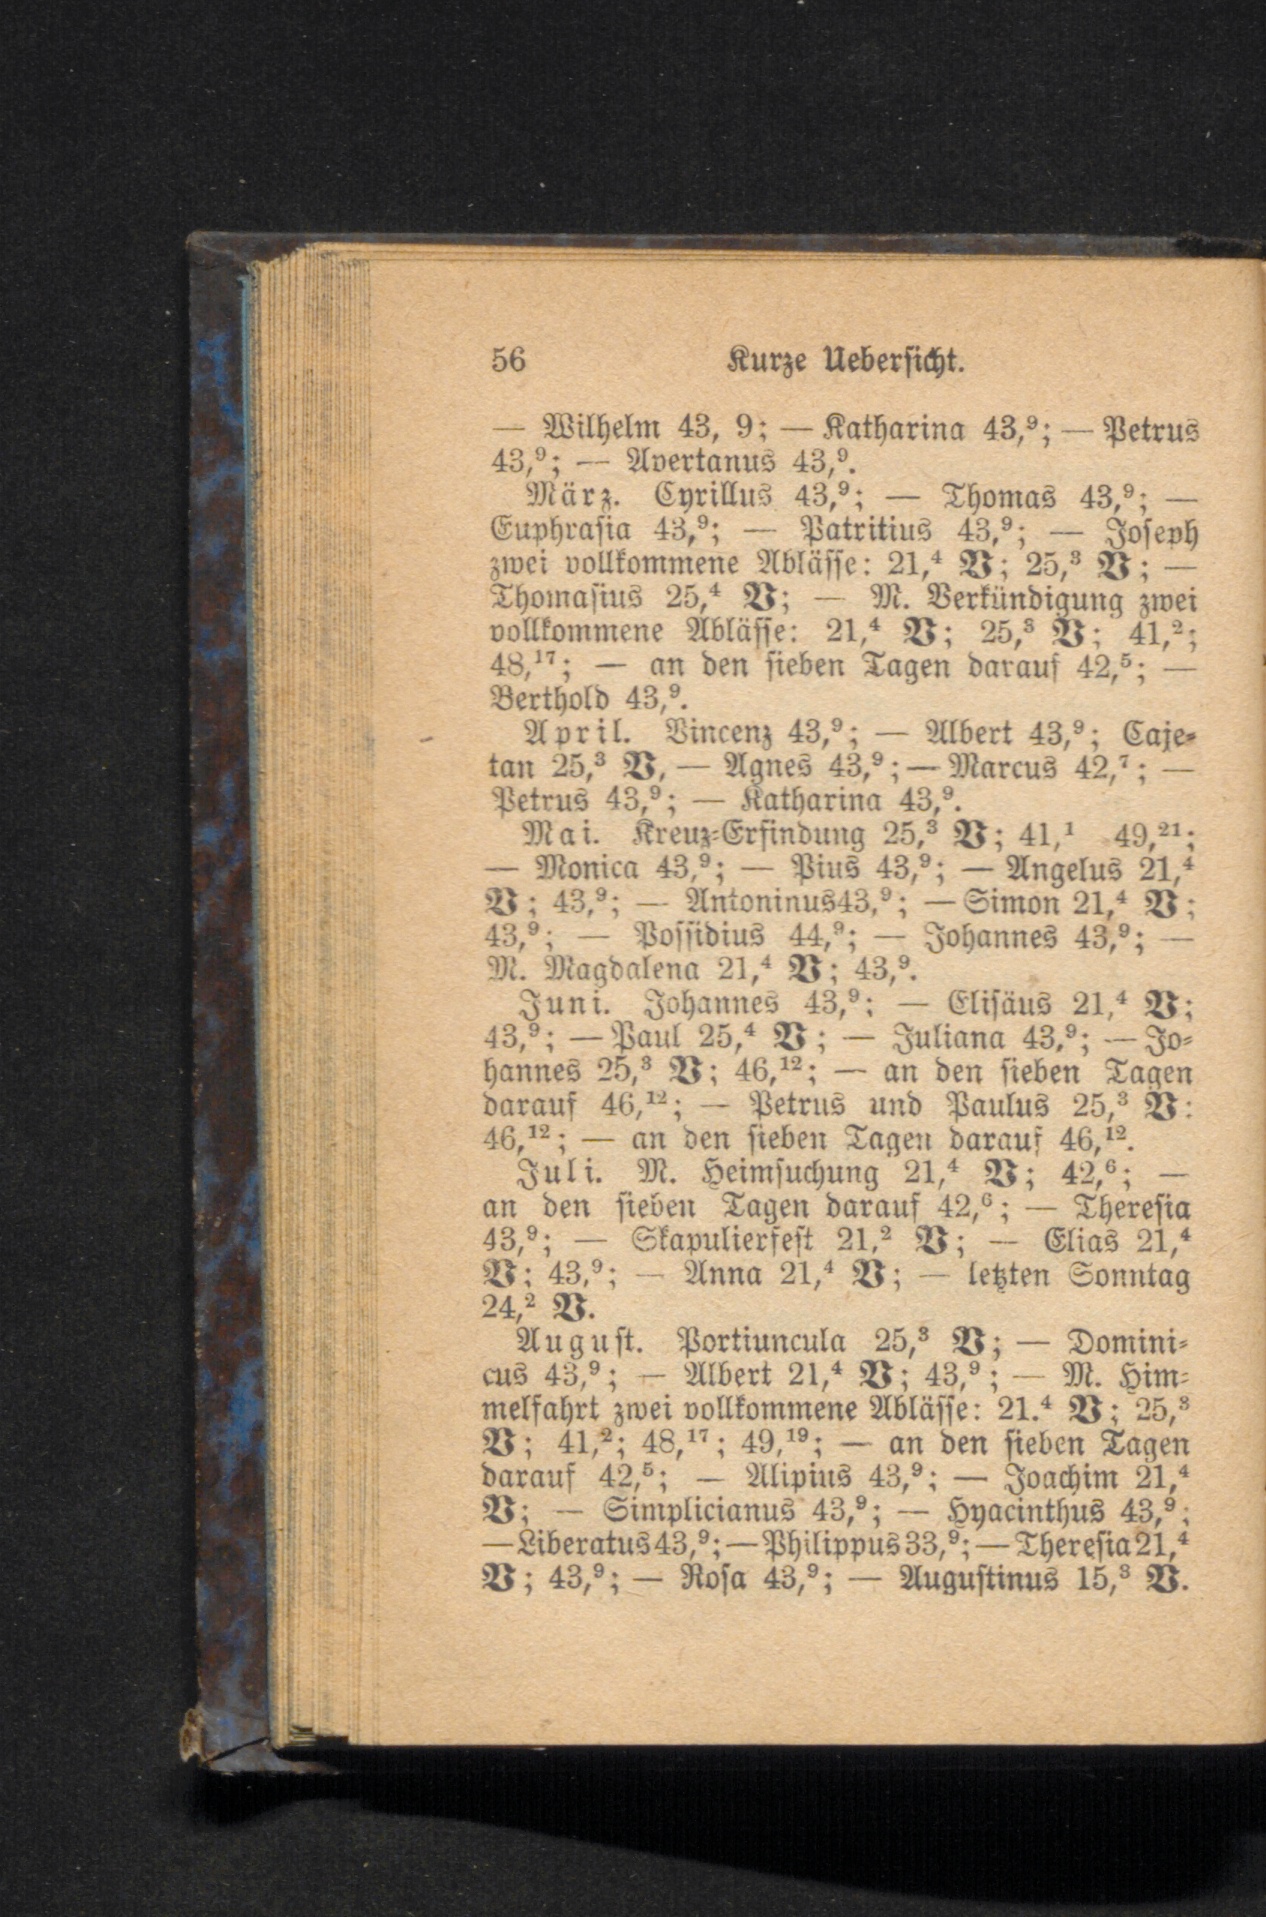 56 Kurze Uebersicht.
— Wilhelm 43, 9; — Katharina 43,⁹; — Petrus
43,⁹; — Avertanus 43,⁹.
März. Cyrillus 43,⁹; — Thomas 43,⁹; —
Euphrasia 43,⁹; — Patritius 43,⁹; — Joseph
zwei vollkommene Ablässe: 21,⁴ V; 25,³ V; —
Thomasius 25,⁴ V; — M. Verkündigung zwei
vollkommene Ablässe: 21,⁴ V; 25,³ V; 41,²;
48,¹⁷; — an den sieben Tagen darauf 42,⁵; —
Berthold 43,⁹.
April. Vincenz 43,⁹; — Albert 43,⁹; Caje-
tan 25,³ V, — Agnes 43,⁹; — Marcus 42,⁷; —
Petrus 43,⁹; — Katharina 43,⁹.
Mai. Kreuz-Erfindung 25,³ V; 41,¹ 49,²¹;
— Monica 43,⁹; — Pius 43,⁹; — Angelus 21,⁴
V; 43,⁹; — Antoninus 43,⁹; — Simon 21,⁴ V;
43,⁹; — Possidius 44,⁹; — Johannes 43,⁹; —
M. Magdalena 21,⁴ V; 43,⁹.
Juni. Johannes 43,⁹; — Elisäus 21,⁴ V;
43,⁹; — Paul 25,⁴ V; — Juliana 43,⁹; — Jo-
hannes 25,³ V; 46,¹²; — an den sieben Tagen
darauf 46,¹²; — Petrus und Paulus 25,³ V:
46,¹²; — an den sieben Tagen darauf 46,¹².
Juli. M. Heimsuchung 21,⁴ V; 42,⁶; —
an den sieben Tagen darauf 42,⁶; — Theresia
43,⁹; — Skapulierfest 21,² V; — Elias 21,⁴
V; 43,⁹; — Anna 21,⁴ V; — letzten Sonntag
24,² V.
August. Portiuncula 25,³ V; — Domini-
cus 43,⁹; — Albert 21,⁴ V; 43,⁹; — M. Him-
melfahrt zwei vollkommene Ablässe: 21.⁴ V; 25,³
V; 41,²; 48,¹⁷; 49,¹⁹; — an den sieben Tagen
darauf 42,⁵; — Alipius 43,⁹; — Joachim 21,⁴
V; — Simplicianus 43,⁹; — Hyacinthus 43,⁹;
— Liberatus 43,⁹; — Philippus 33,⁹; — Theresia 21,⁴
V; 43,⁹; — Rosa 43,⁹; — Augustinus 15,³ V.